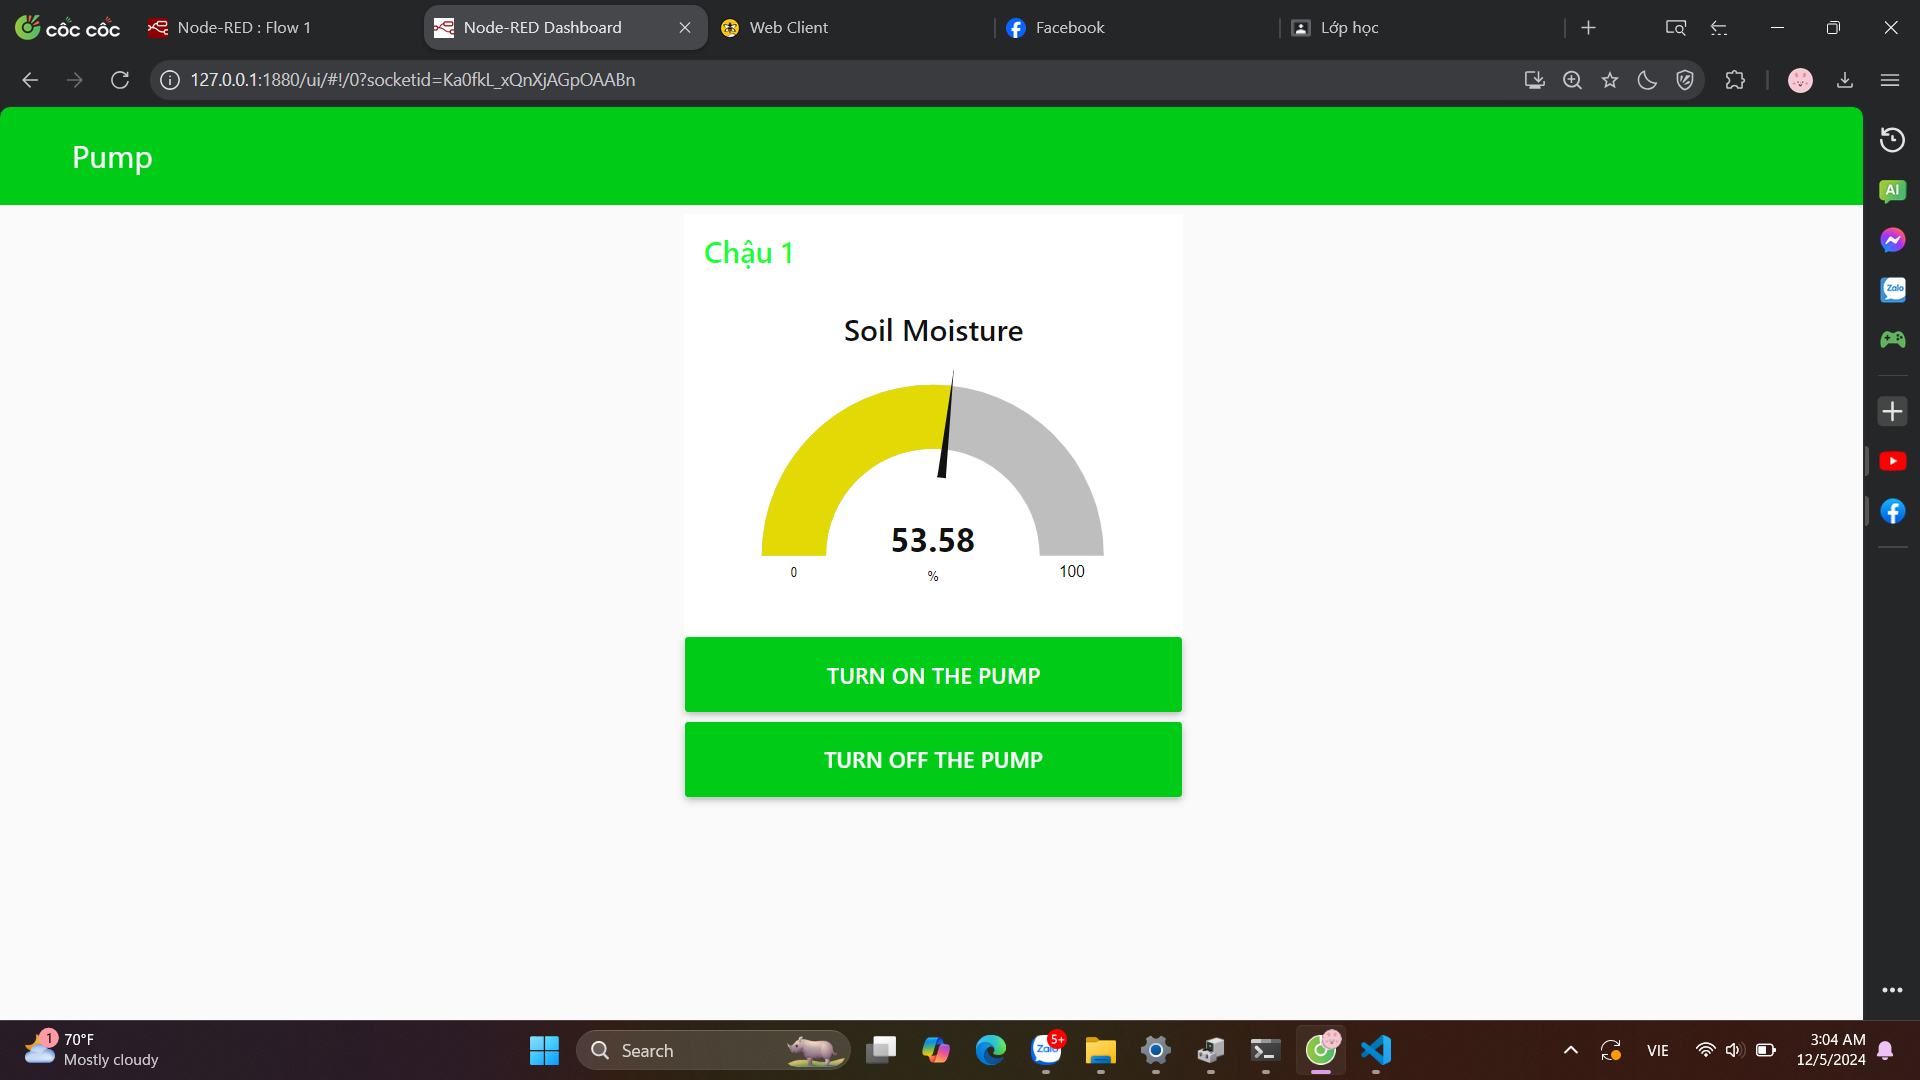 cốc cốc
Node-RED : Flow 1
Node-RED Dashboard
Web Client
Facebook
Lớp học
127.0.0.1:1880/ui/#!/0?socketid=Ka0fkL_xQnXjAGpOAABn
Pump
AI
Zalo
Chậu 1
Soil Moisture
53.58
0
%
100
TURN ON THE PUMP
TURN OFF THE PUMP
1
70°F
Mostly cloudy
Search
Zalo
5+
VIE
3:04 AM
12/5/2024